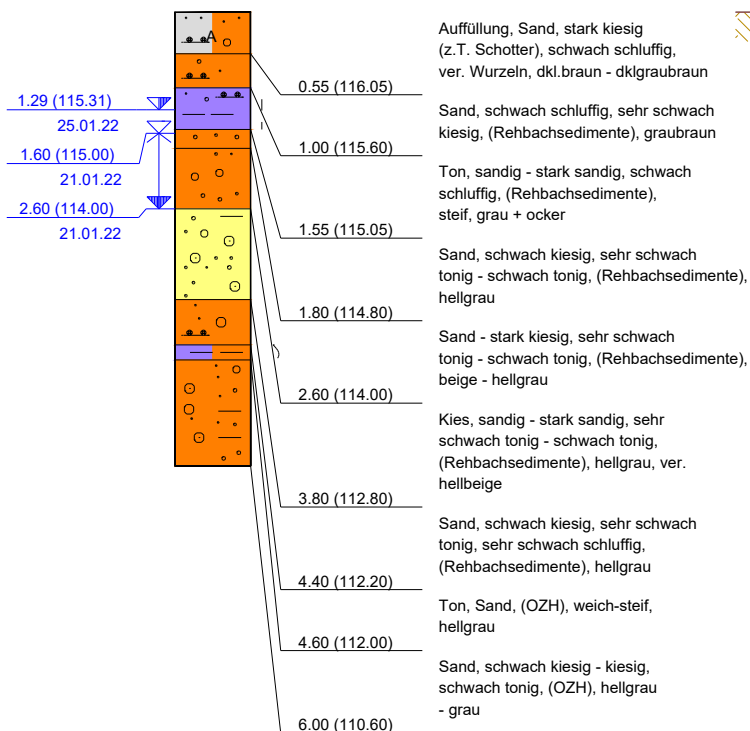 A
1.29 (115.31)
25.01.22
1.60 (115.00)
21.01.22
2.60 (114.00)
21.01.22
Auffüllung, Sand, stark kiesig
(z.T. Schotter), schwach schluffig,
ver. Wurzeln, dkl.braun - dklgraubraun
0.55 (116.05)
Sand, schwach schluffig, sehr schwach
kiesig, (Rehbachsedimente), graubraun
1.00 (115.60)
Ton, sandig - stark sandig, schwach
schluffig, (Rehbachsedimente),
steif, grau + ocker
1.55 (115.05)
Sand, schwach kiesig, sehr schwach
tonig - schwach tonig, (Rehbachsedimente),
hellgrau
1.80 (114.80)
Sand - stark kiesig, sehr schwach
tonig - schwach tonig, (Rehbachsedimente),
beige - hellgrau
2.60 (114.00)
Kies, sandig - stark sandig, sehr
schwach tonig - schwach tonig,
(Rehbachsedimente), hellgrau, ver.
hellbeige
3.80 (112.80)
Sand, schwach kiesig, sehr schwach
tonig, sehr schwach schluffig,
(Rehbachsedimente), hellgrau
4.40 (112.20)
Ton, Sand, (OZH), weich-steif,
hellgrau
4.60 (112.00)
Sand, schwach kiesig - kiesig,
schwach tonig, (OZH), hellgrau
- grau
6.00 (110.60)